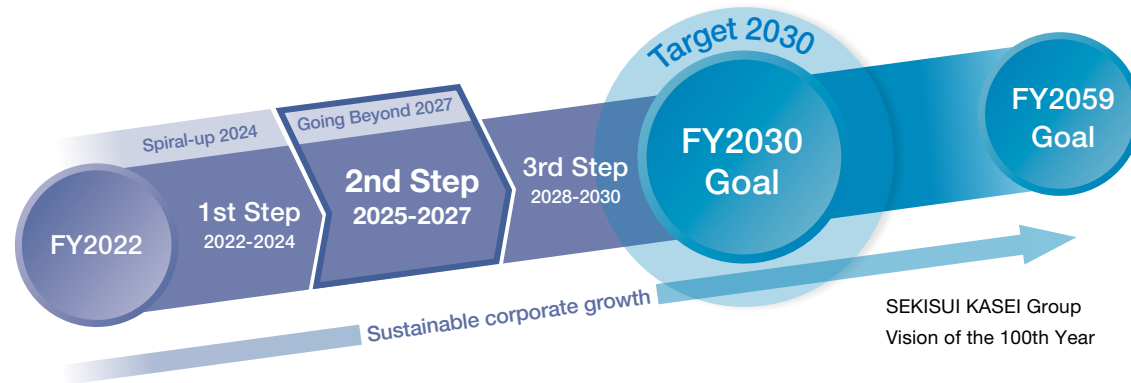 Target 2030
Spiral-up 2024
Going Beyond 2027
FY2022
1st Step
2022-2024
2nd Step
2025-2027
3rd Step
2028-2030
FY2030
Goal
FY2059
Goal
Sustainable corporate growth
SEKISUI KASEI Group
Vision of the 100th Year